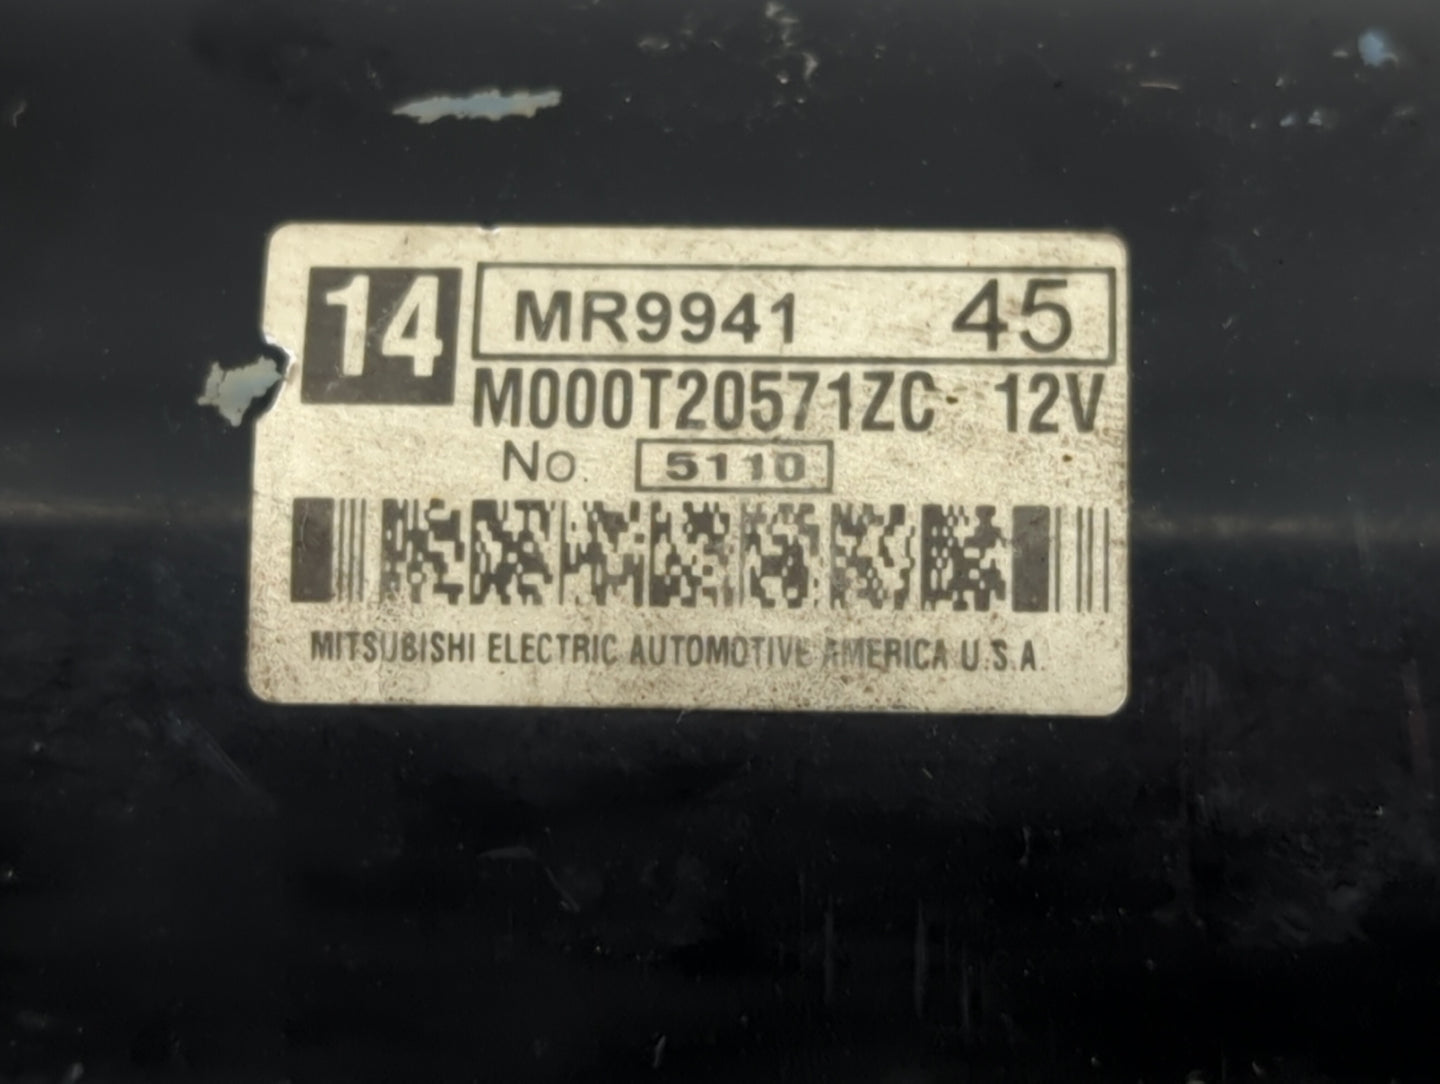 14 MR9941 45
M000T20571ZC 12V
No. 5110
MITSUBISHI ELECTRIC AUTOMOTIVE AMERICA U.S.A.